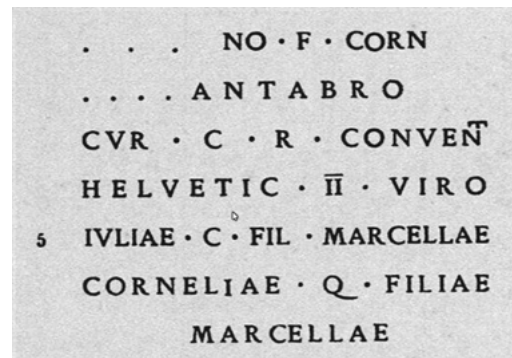 . . . NO · F · CORN
. . . . ANTABRO
CVR · C · R · CONVENT
HELVETIC · II · VIRO
5 IVLIAE · C · FIL · MARCELLAE
CORNELIAE · Q · FILIAE
MARCELLAE